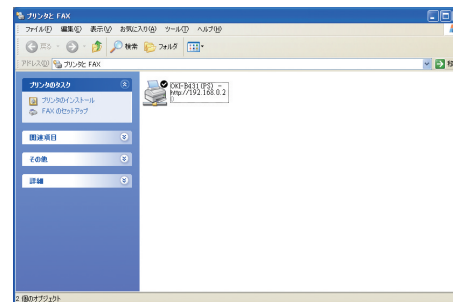 プリンタと FAX
ファイル(F) 編集(E) 表示(V) お気に入り(A) ツール(T) ヘルプ(H)
戻る 検索 フォルダ
アドレス(D) プリンタと FAX 移
プリンタのタスク
プリンタのインストール
FAX のセットアップ
関連項目
その他
詳細
OKI-B431(PS) -
http://192.168.0.2
()
2 個のオブジェクト